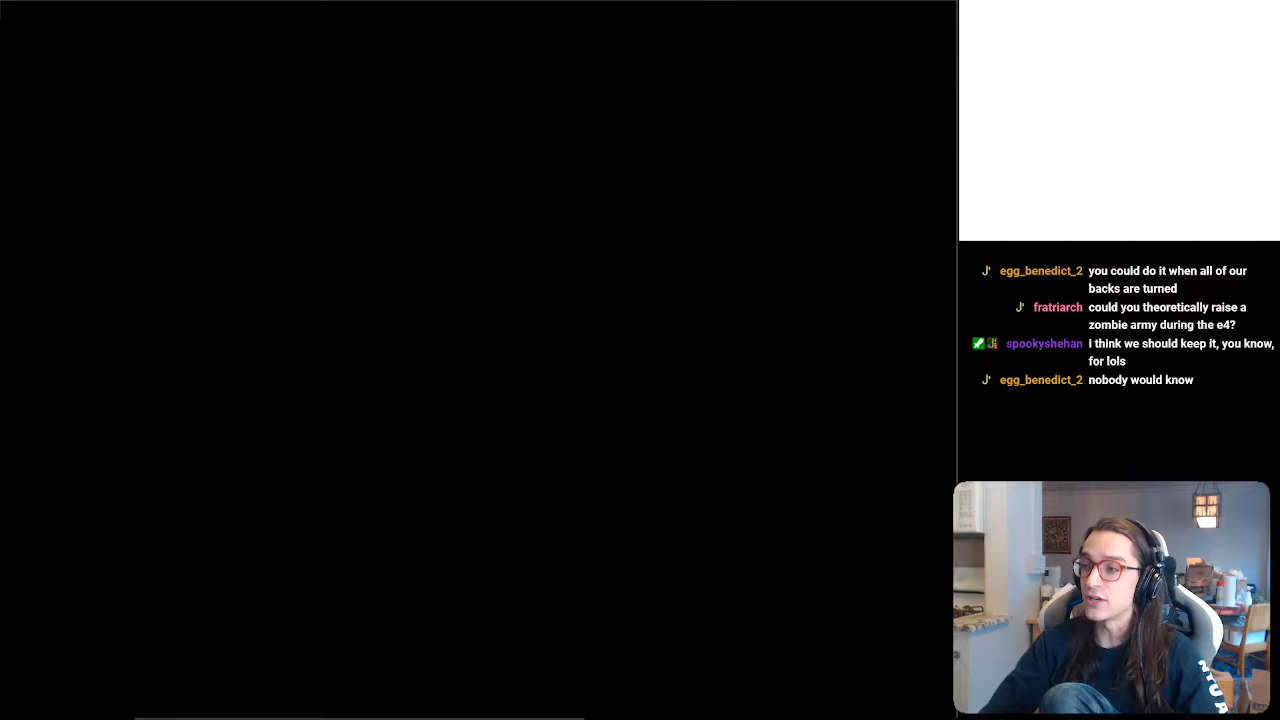 egg_benedict_2 you could do it when all of our
backs are turned
fratriarch could you theoretically raise a
zombie army during the e4?
spookyshehan i think we should keep it, you know,
for lols
egg_benedict_2 nobody would know